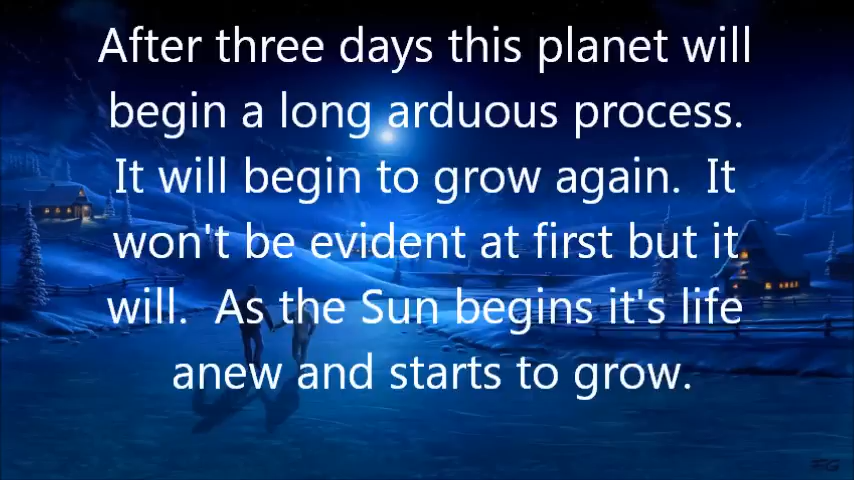 After three days this planet will
begin a long arduous process.
It will begin to grow again.  It
won't be evident at first but it
will.  As the Sun begins it's life
anew and starts to grow.